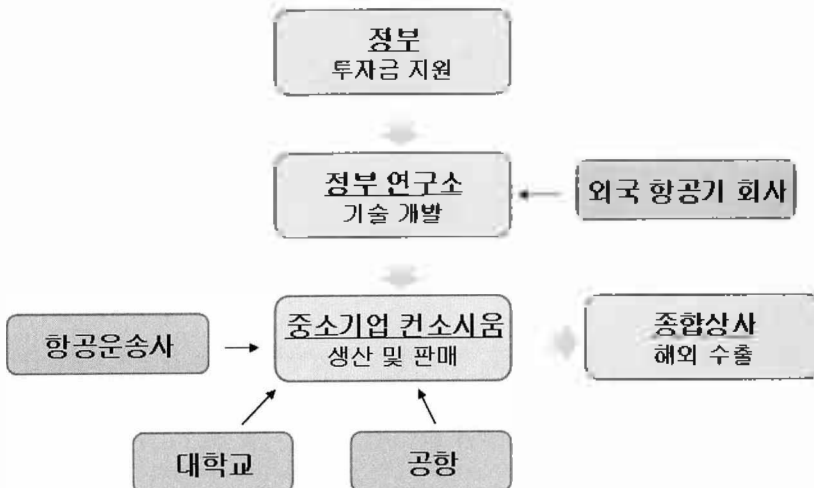 정부
투자금 지원
정부 연구소
기술 개발
외국 항공기 회사
중소기업 컨소시움
생산 및 판매
종합상사
해외 수출
항공운송사
대학교
공항